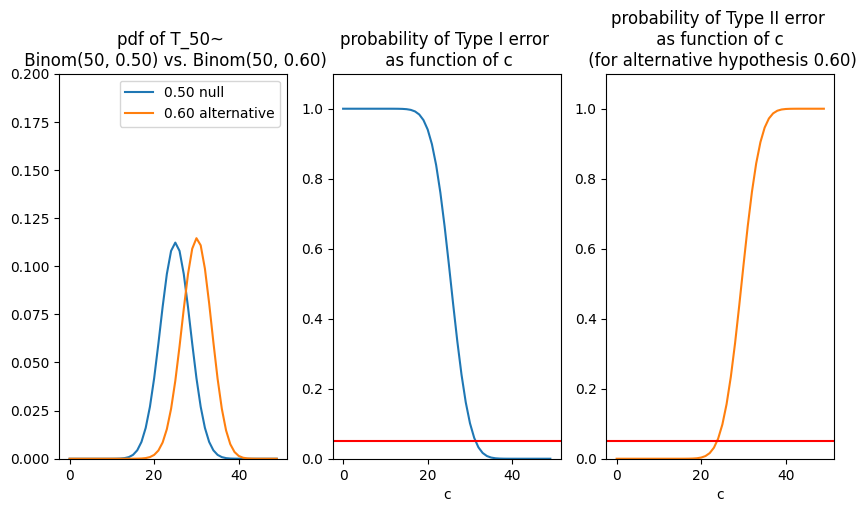 pdf of T_50~
Binom(50, 0.50) vs. Binom(50, 0.60)
0.200
0.175
0.150
0.125
0.100
0.075
0.050
0.025
0.000
0.50 null
0.60 alternative
0
20
40
probability of Type I error
as function of c
1.0
0.8
0.6
0.4
0.2
0.0
0
20
40
c
probability of Type II error
as function of c
(for alternative hypothesis 0.60)
1.0
0.8
0.6
0.4
0.2
0.0
0
20
40
c